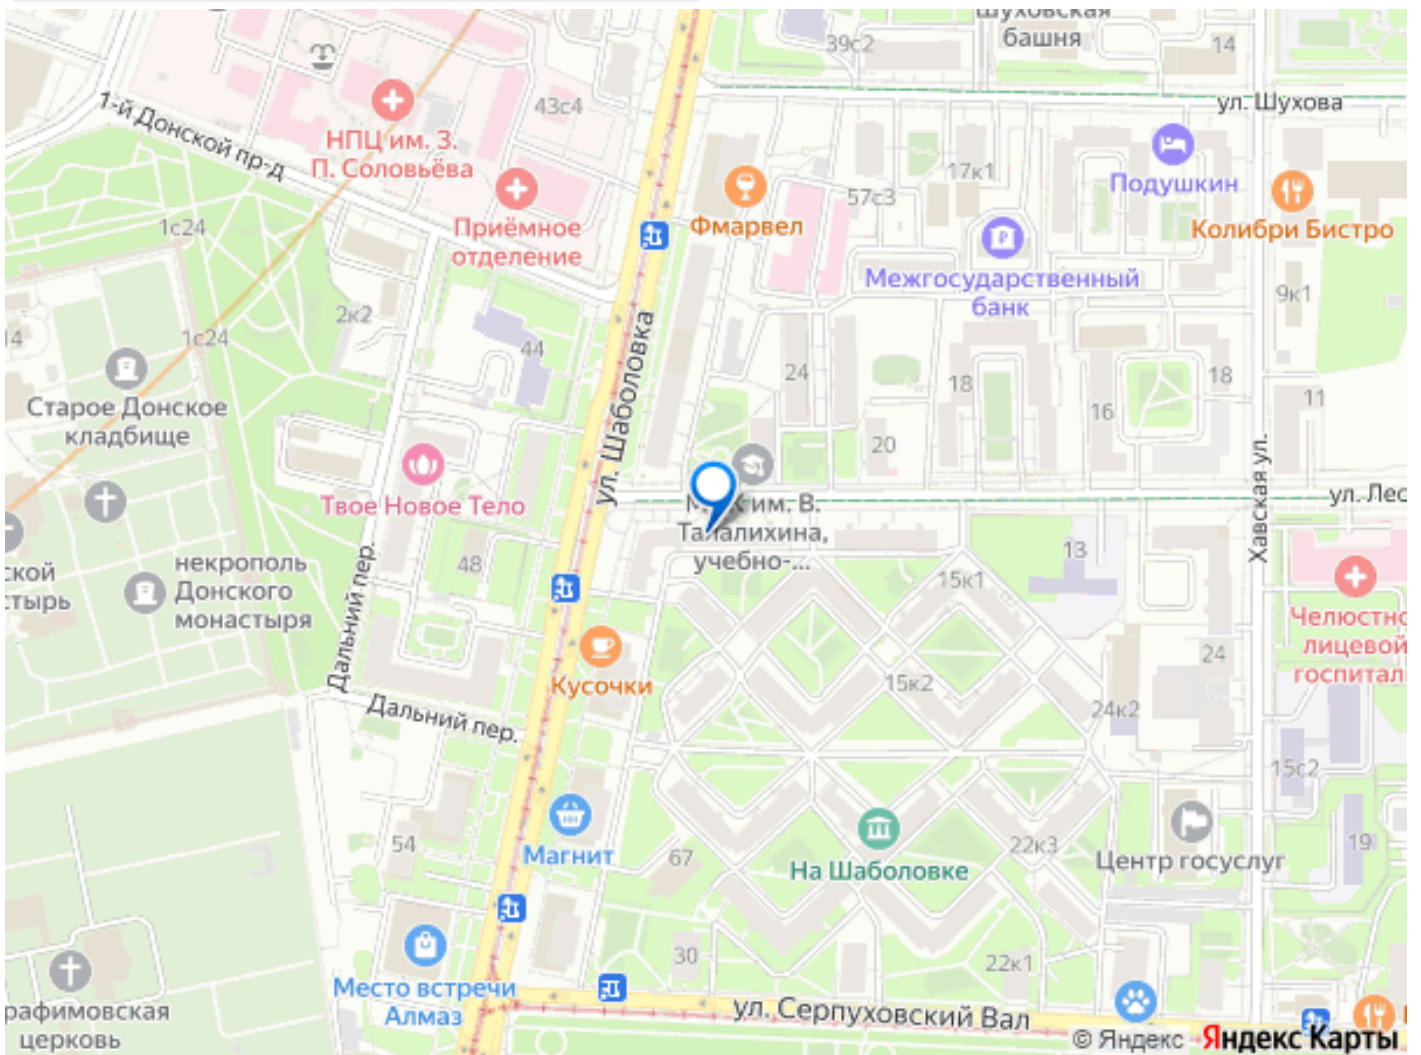 Шуховская
башня
39с2
14
ул. Шухова
1-й Донской пр-д
43с4
НПЦ им. З.
П. Соловьёва
17к1
Подушкин
57с3
Колибри Бистро
Приёмное
отделение
Фмарвел
1с24
Межгосударственный
банк
9к1
2к2
14
1с24
44
ул. Шаболовка
24
18
18
11
Старое Донское
кладбище
16
20
Твое Новое Тело
ул. Лес
Хавская ул.
им. В.
Талалихина,
учебно-...
13
48
некрополь
Донского
монастыря
ской
стырь
Дальний пер.
15к1
Челюстно
лицевой
госпитал
24
Кусочки
15к2
Дальний пер.
24к2
15с2
54
Магнит
67
22к3
19
На Шаболовке
Центр госуслуг
30
22к1
Место встречи
Алмаз
рафимовская
церковь
ул. Серпуховский Вал
© Яндекс Яндекс Карты